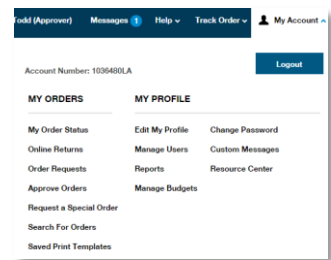 Todd (Approver) Messages 1 Help Track Order My Account
Account Number: 1036480LA Logout
MY ORDERS MY PROFILE
My Order Status Edit My Profile Change Password
Online Returns Manage Users Custom Messages
Order Requests Reports Resource Center
Approve Orders Manage Budgets
Request a Special Order
Search For Orders
Saved Print Templates